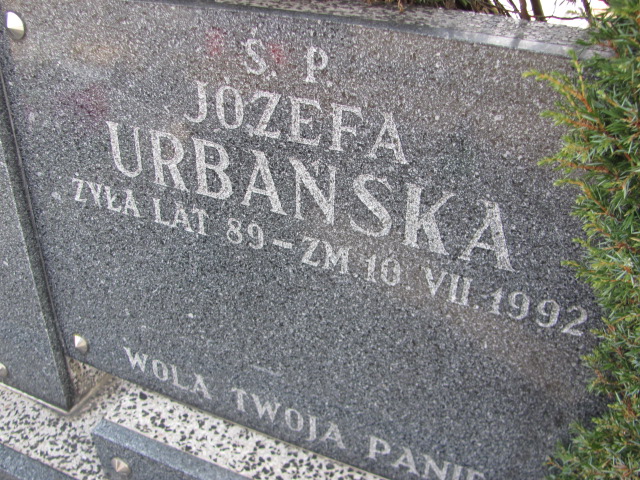 Ś. P.
JÓZEFA
URBAŃSKA
ŻYŁA LAT 89 - ZM. 10. VII. 1992
WOLA TWOJA PANIE